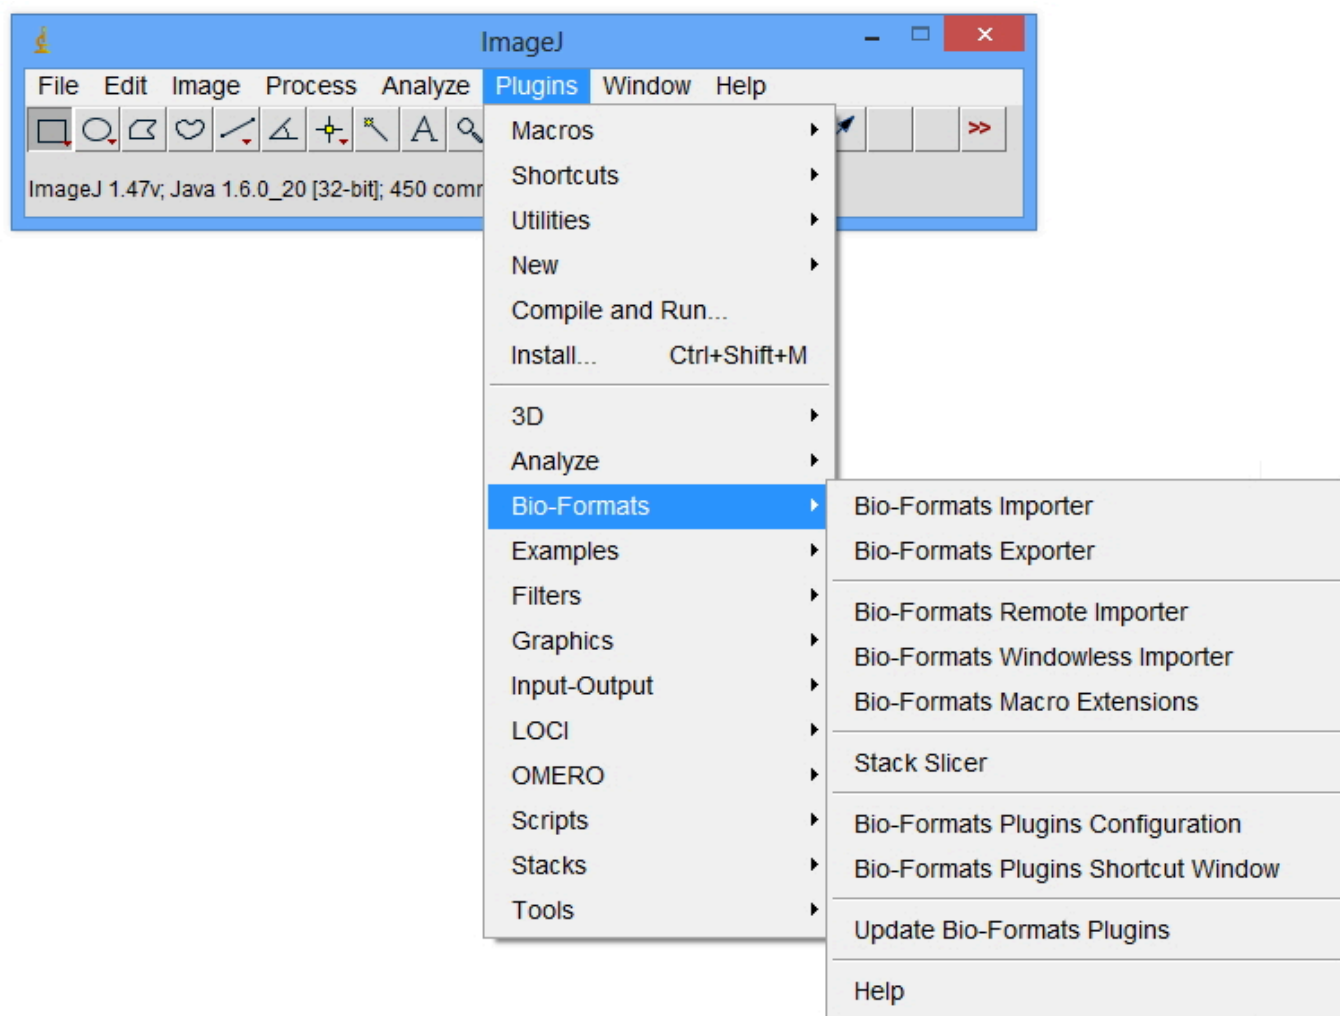 ImageJ
File Edit Image Process Analyze Plugins Window Help
A >>
ImageJ 1.47v; Java 1.6.0_20 [32-bit]; 450
Macros
Shortcuts
Utilities
New
Compile and Run...
Install... Ctrl+Shift+M
3D
Analyze
Bio-Formats
Examples
Filters
Graphics
Input-Output
LOCI
OMERO
Scripts
Stacks
Tools
Bio-Formats Importer
Bio-Formats Exporter
Bio-Formats Remote Importer
Bio-Formats Windowless Importer
Bio-Formats Macro Extensions
Stack Slicer
Bio-Formats Plugins Configuration
Bio-Formats Plugins Shortcut Window
Update Bio-Formats Plugins
Help